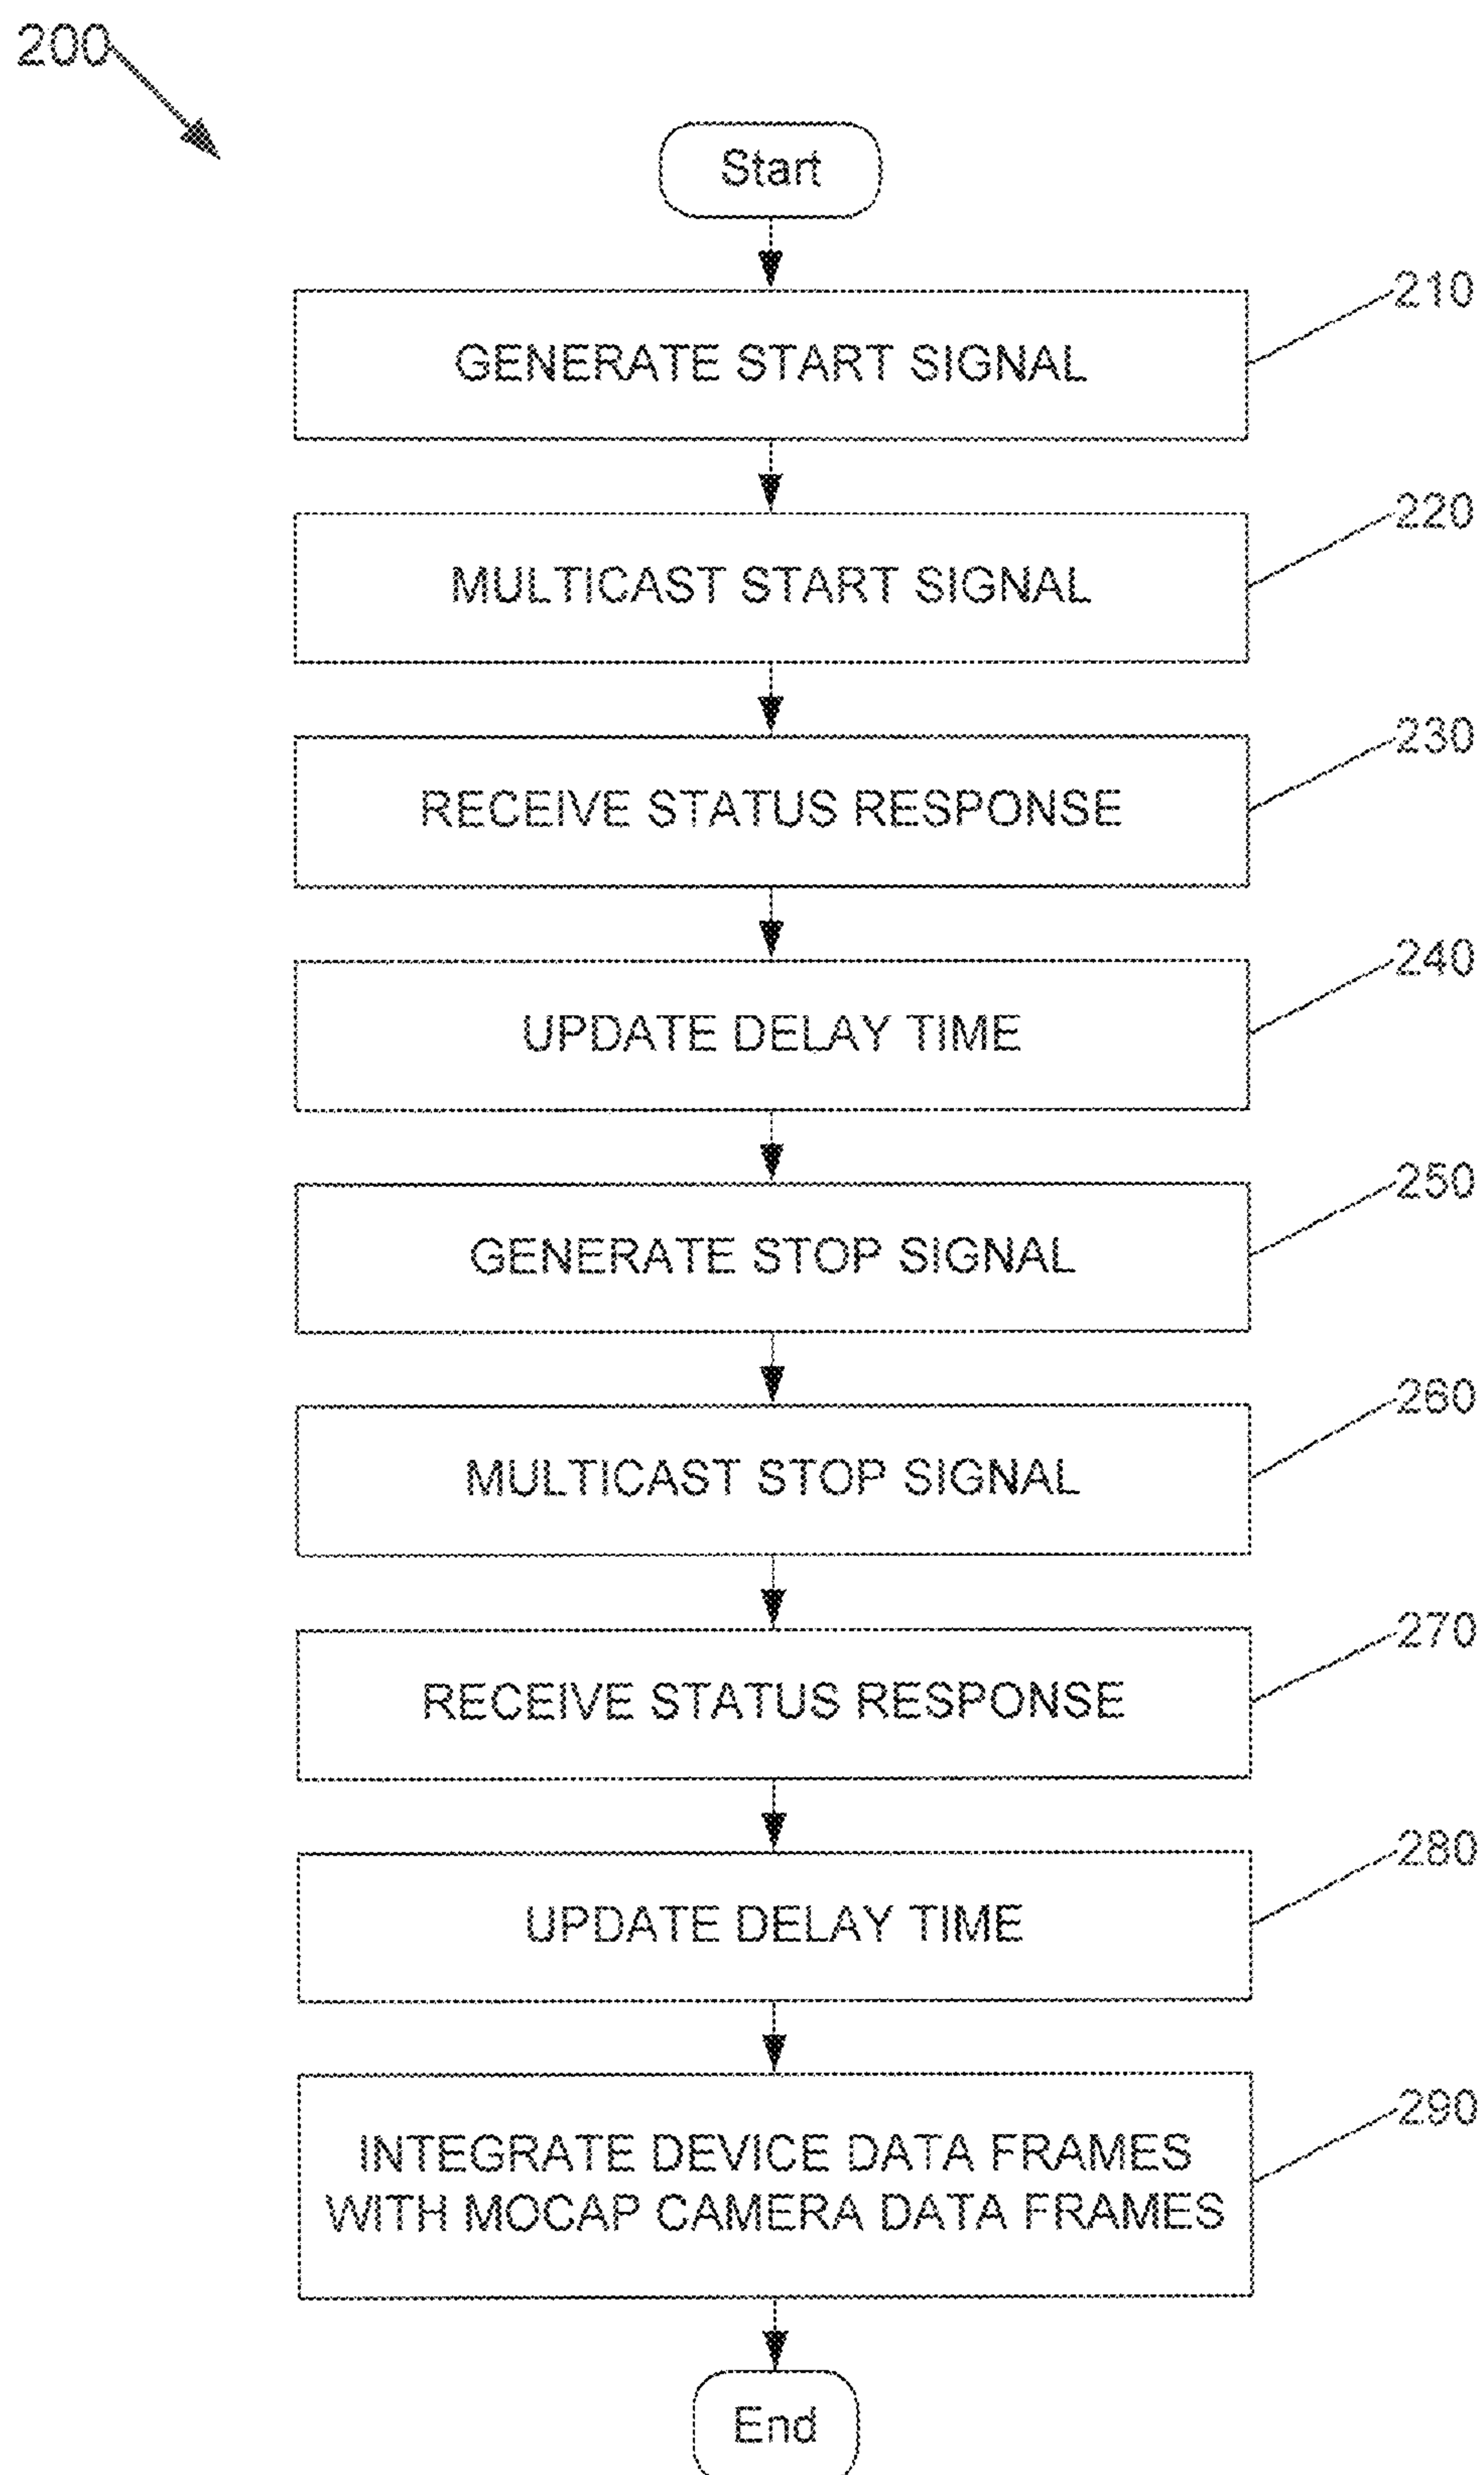 200
Start
GENERATE START SIGNAL
210
MULTICAST START SIGNAL
220
RECEIVE STATUS RESPONSE
230
UPDATE DELAY TIME
240
GENERATE STOP SIGNAL
250
MULTICAST STOP SIGNAL
260
RECEIVE STATUS RESPONSE
270
UPDATE DELAY TIME
280
INTEGRATE DEVICE DATA FRAMES
WITH MOCAP CAMERA DATA FRAMES
290
End